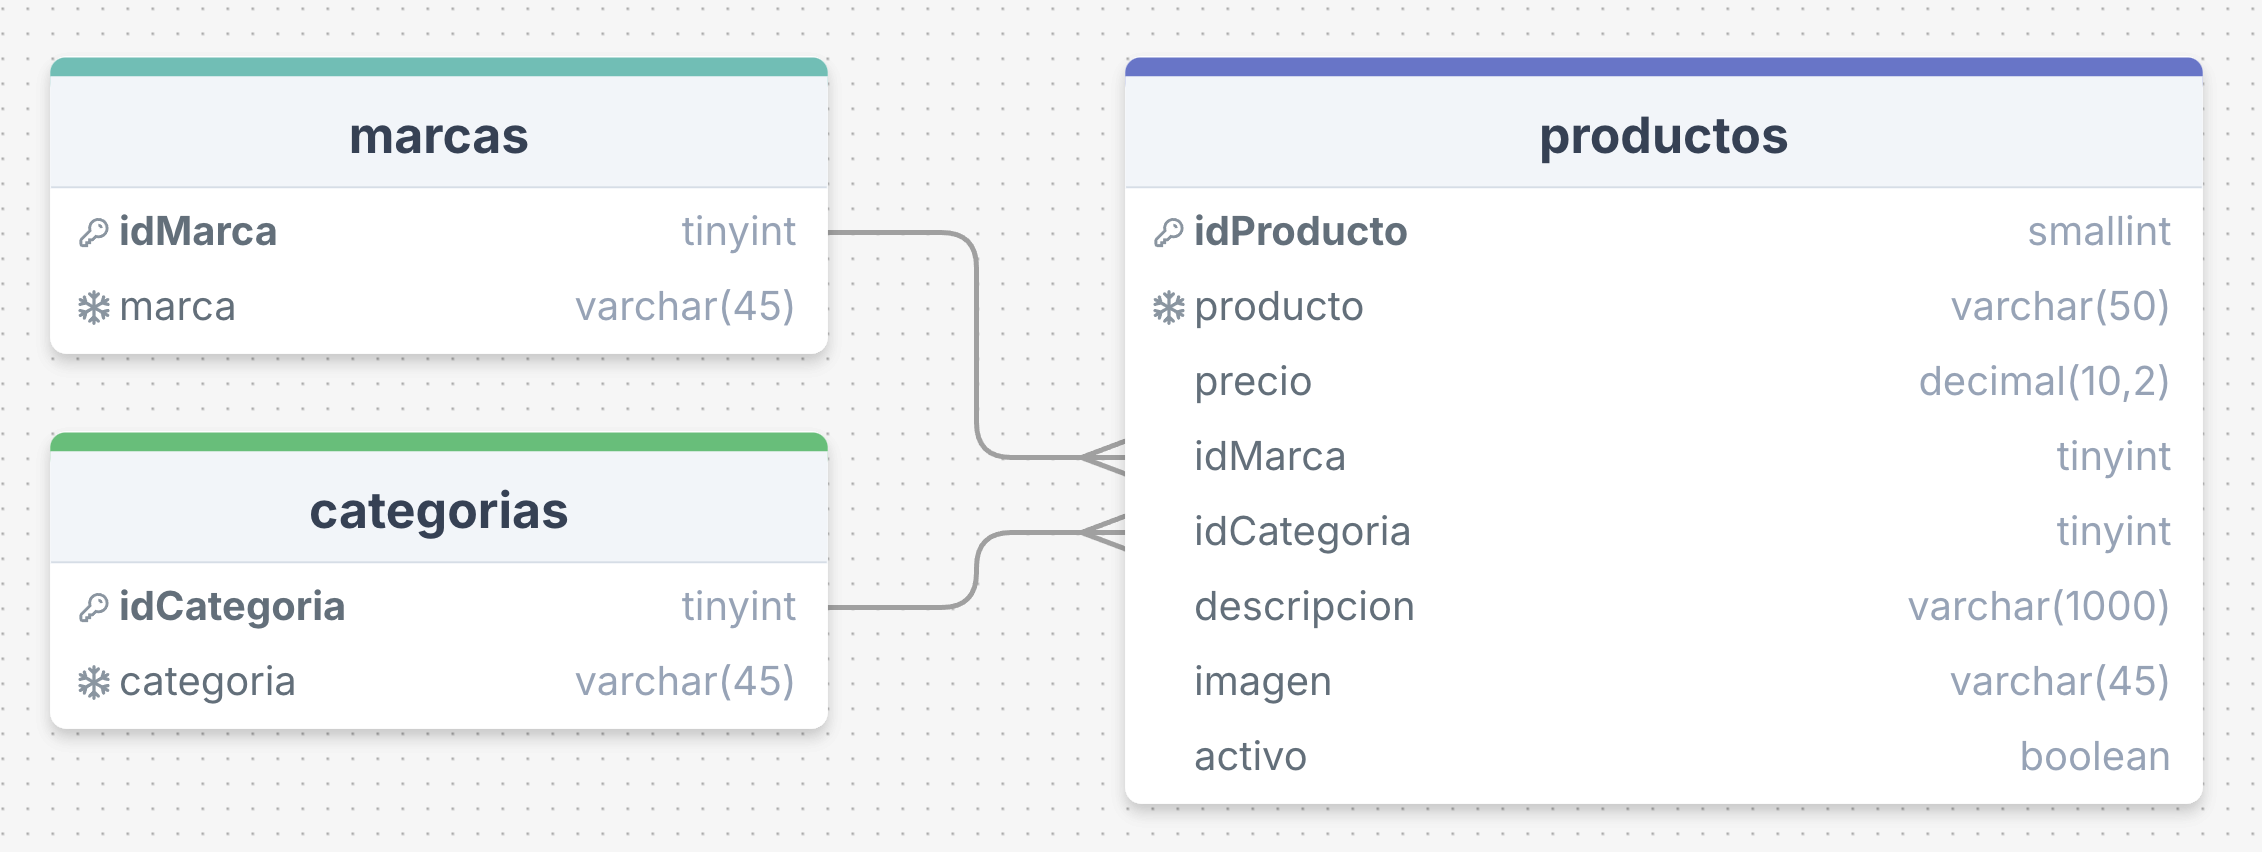 marcas
idMarca tinyint
marca varchar(45)
categorias
idCategoria tinyint
categoria varchar(45)
productos
idProducto smallint
producto varchar(50)
precio decimal(10,2)
idMarca tinyint
idCategoria tinyint
descripcion varchar(1000)
imagen varchar(45)
activo boolean